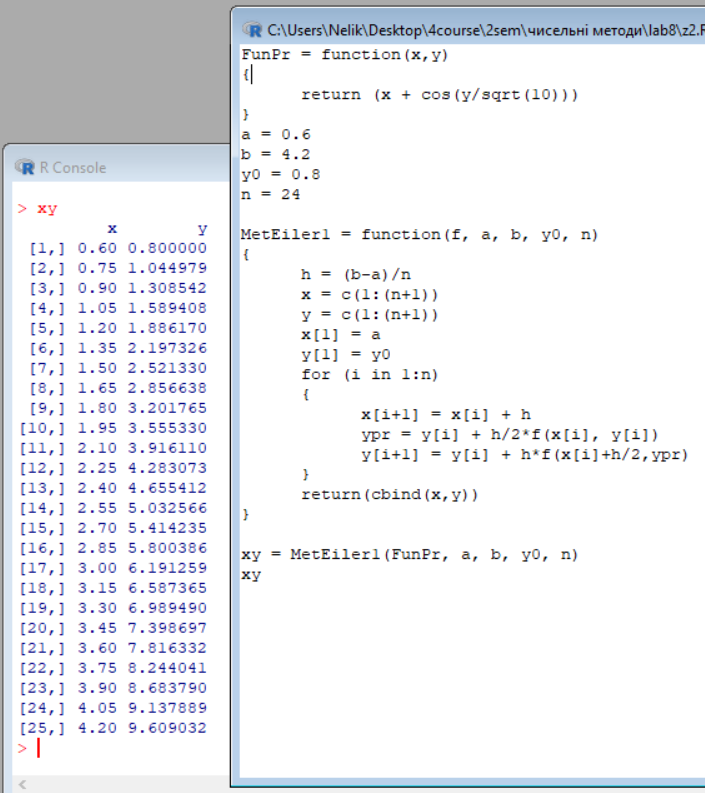 C:\Users\Nelik\Desktop\4course\2sem\чисельні методи\lab8\z2.R
FunPr = function(x,y)
{
return (x + cos(y/sqrt(10)))
}
a = 0.6
b = 4.2
y0 = 0.8
n = 24
MetEiler1 = function(f, a, b, y0, n)
{
h = (b-a)/n
x = c(1:(n+1))
y = c(1:(n+1))
x[1] = a
y[1] = y0
for (i in 1:n)
{
x[i+1] = x[i] + h
ypr = y[i] + h/2*f(x[i], y[i])
y[i+1] = y[i] + h*f(x[i]+h/2,ypr)
}
return(cbind(x,y))
}
xy = MetEiler1(FunPr, a, b, y0, n)
xy
R Console
> xy
x y
[1,] 0.60 0.800000
[2,] 0.75 1.044979
[3,] 0.90 1.308542
[4,] 1.05 1.589408
[5,] 1.20 1.886170
[6,] 1.35 2.197326
[7,] 1.50 2.521330
[8,] 1.65 2.856638
[9,] 1.80 3.201765
[10,] 1.95 3.555330
[11,] 2.10 3.916110
[12,] 2.25 4.283073
[13,] 2.40 4.655412
[14,] 2.55 5.032566
[15,] 2.70 5.414235
[16,] 2.85 5.800386
[17,] 3.00 6.191259
[18,] 3.15 6.587365
[19,] 3.30 6.989490
[20,] 3.45 7.398697
[21,] 3.60 7.816332
[22,] 3.75 8.244041
[23,] 3.90 8.683790
[24,] 4.05 9.137889
[25,] 4.20 9.609032
>